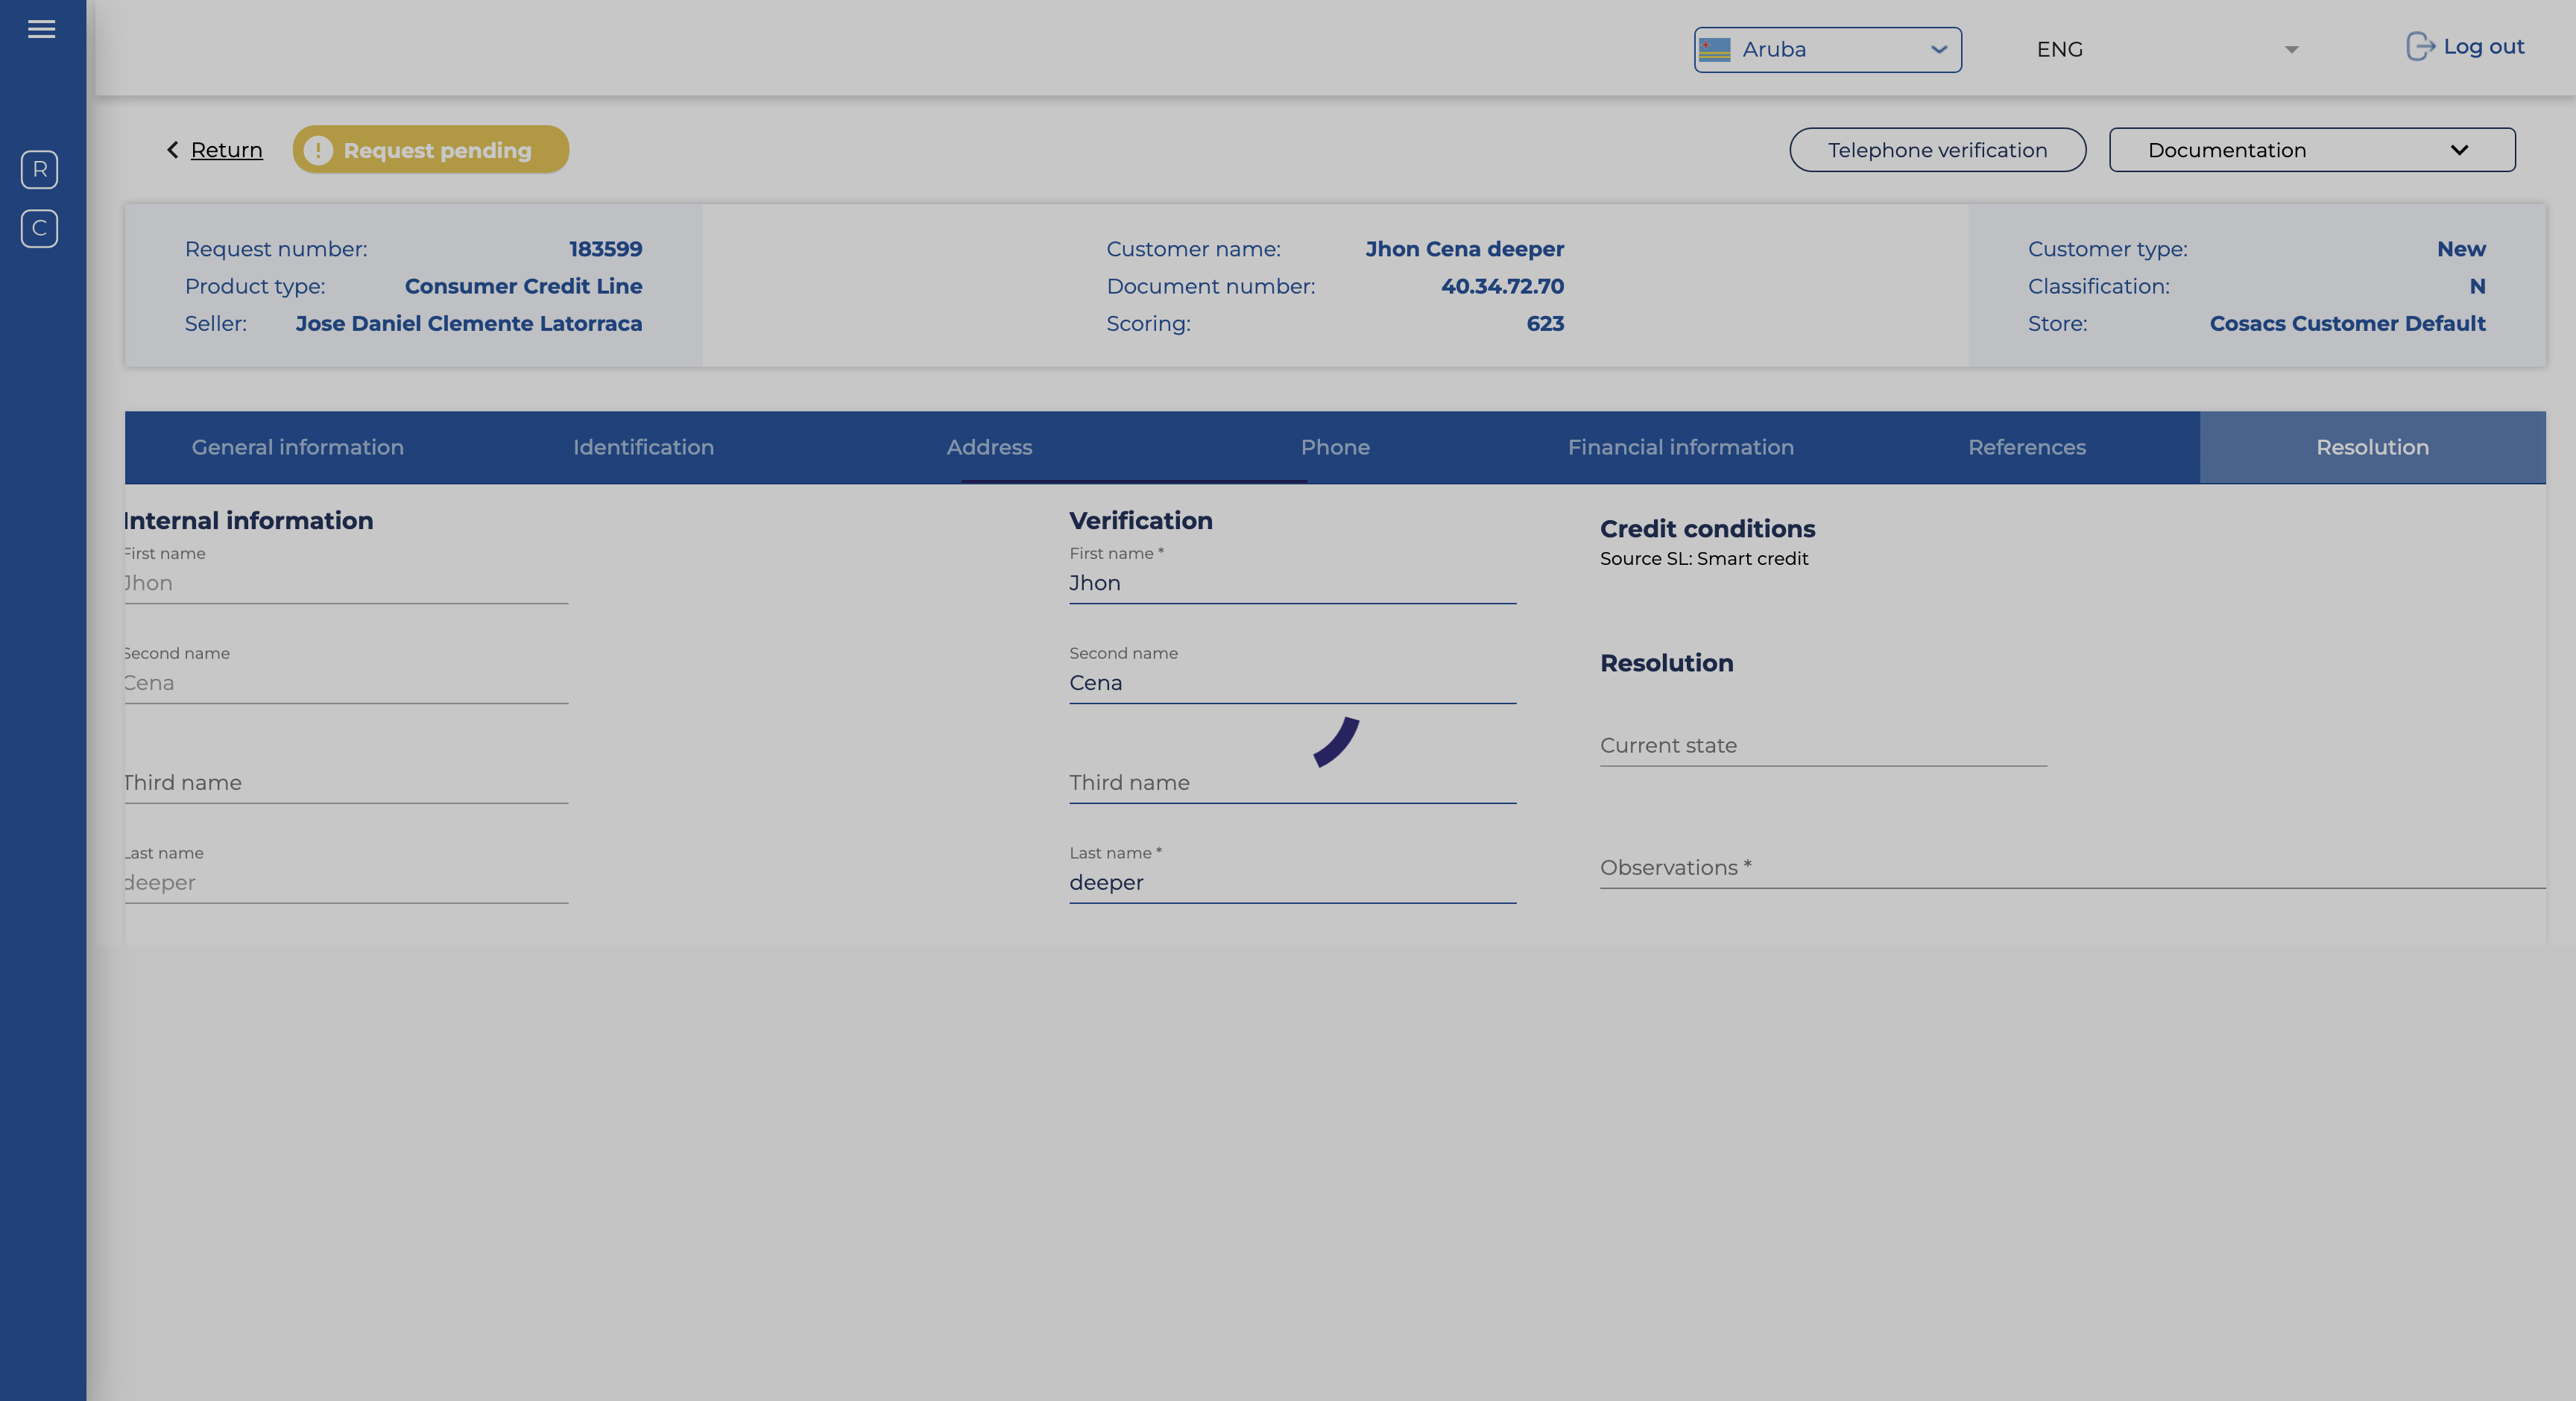 Aruba
ENG
Log out
R
C
Return
Request pending
Telephone verification
Documentation
Request number: 183599
Product type: Consumer Credit Line
Seller: Jose Daniel Clemente Latorraca
Customer name: Jhon Cena deeper
Document number: 40.34.72.70
Scoring: 623
Customer type: New
Classification: N
Store: Cosacs Customer Default
General information
Identification
Address
Phone
Financial information
References
Resolution
Internal information
First name
Jhon
Second name
Cena
Third name
Last name
deeper
Verification
First name *
Jhon
Second name
Cena
Third name
Last name *
deeper
Credit conditions
Source SL: Smart credit
Resolution
Current state
Observations *